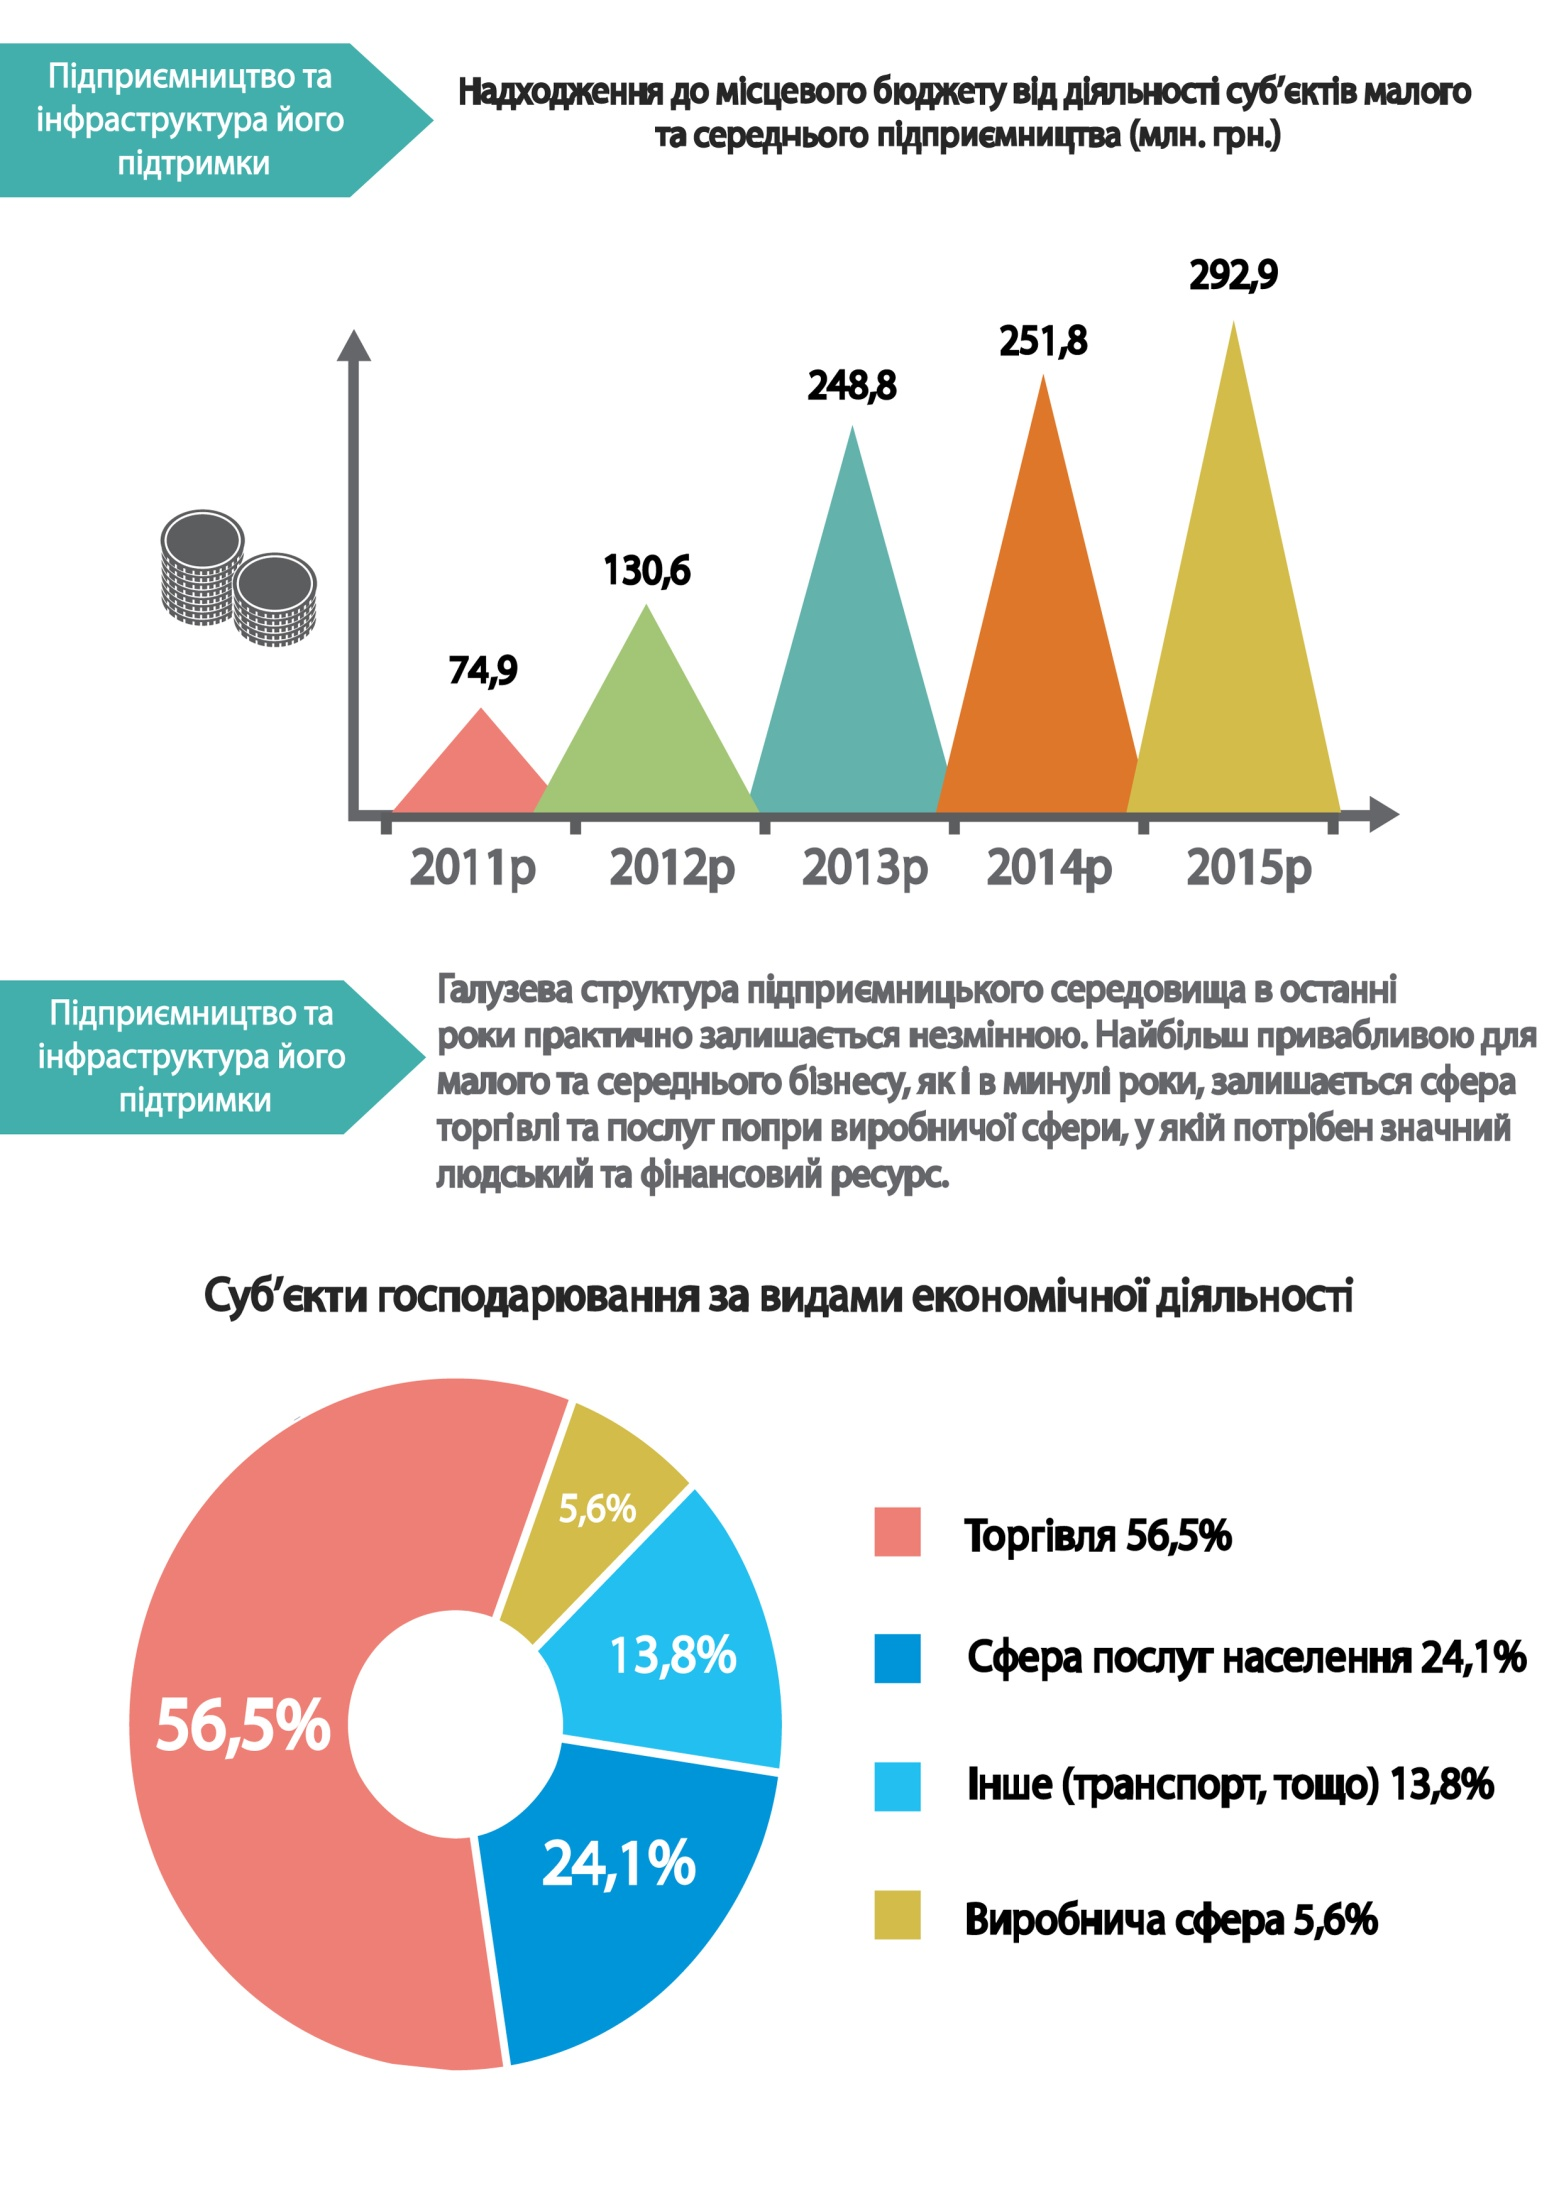 Підприємництво та
інфраструктура його
підтримки
Надходження до місцевого бюджету від діяльності суб’єктів малого
та середнього підприємництва (млн. грн.)
74,9
130,6
248,8
251,8
292,9
2011р
2012р
2013р
2014р
2015р
Підприємництво та
інфраструктура його
підтримки
Галузева структура підприємницького середовища в останні
роки практично залишається незмінною. Найбільш привабливою для
малого та середнього бізнесу, як і в минулі роки, залишається сфера
торгівлі та послуг попри виробничої сфери, у якій потрібен значний
людський та фінансовий ресурс.
Суб’єкти господарювання за видами економічної діяльності
5,6%
13,8%
56,5%
24,1%
Торгівля 56,5%
Сфера послуг населення 24,1%
Інше (транспорт, тощо) 13,8%
Виробнича сфера 5,6%